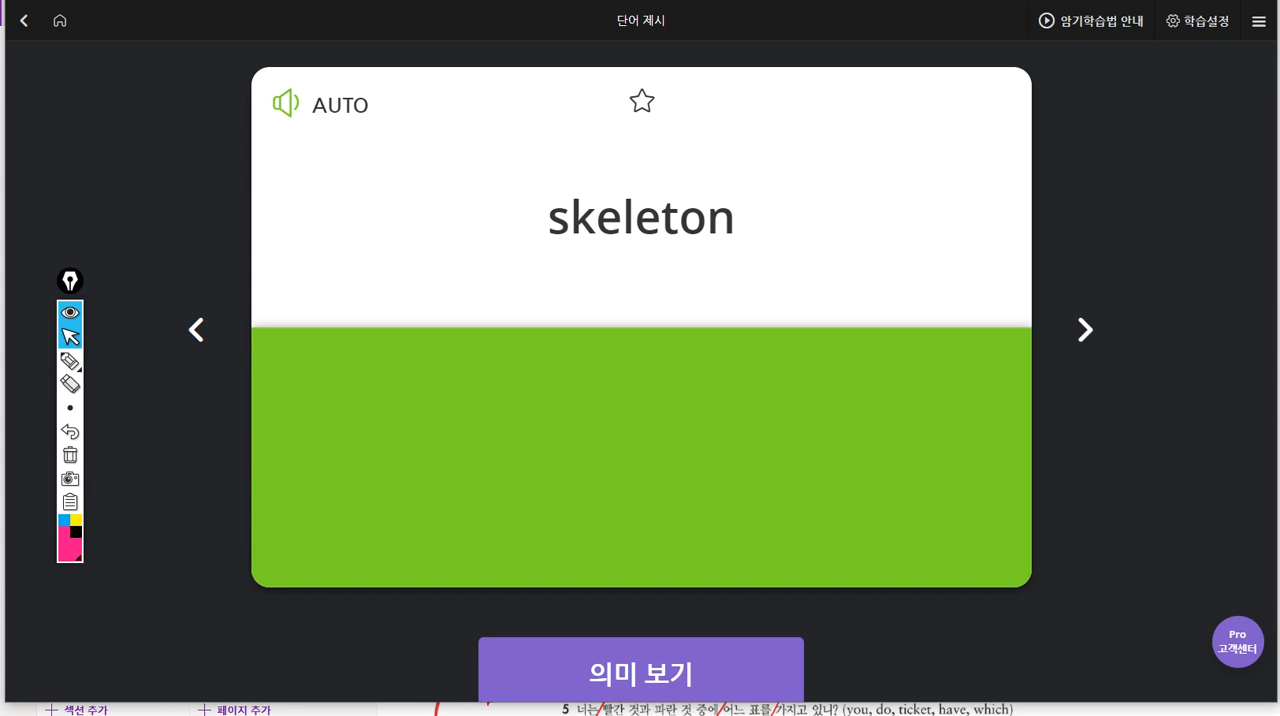 단어 제시
암기학습법 안내
학습설정
AUTO
skeleton
의미 보기
Pro
고객센터
섹션 추가
페이지 추가
5 너는 빨간 것과 파란 것 중에 어느 표를 가지고 있니? (you, do, ticket, have, which)